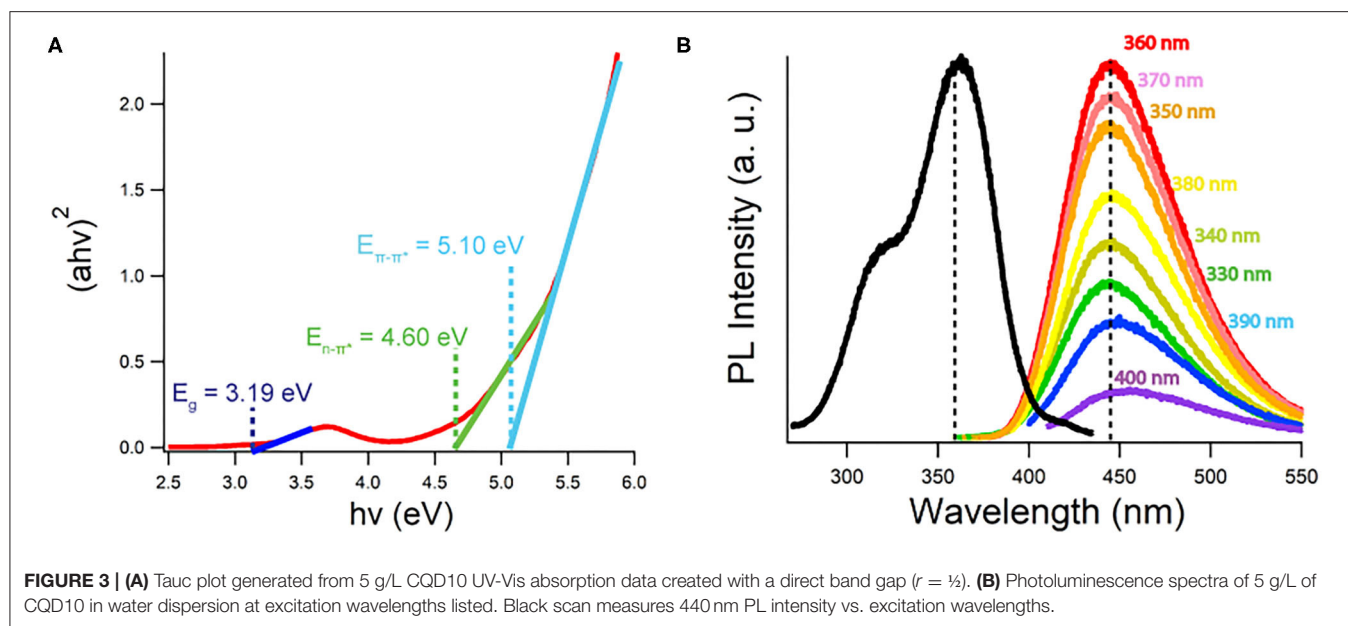 A
(ahv)²
2.0
1.5
1.0
0.5
0.0
E π-π* = 5.10 eV
E n-π* = 4.60 eV
E g = 3.19 eV
2.5 3.0 3.5 4.0 4.5 5.0 5.5 6.0
hv (eV)
B
PL Intensity (a. u.)
360 nm
370 nm
350 nm
380 nm
340 nm
330 nm
390 nm
400 nm
300 350 400 450 500 550
Wavelength (nm)
FIGURE 3 | (A) Tauc plot generated from 5 g/L CQD10 UV-Vis absorption data created with a direct band gap (r = ½). (B) Photoluminescence spectra of 5 g/L of
CQD10 in water dispersion at excitation wavelengths listed. Black scan measures 440 nm PL intensity vs. excitation wavelengths.